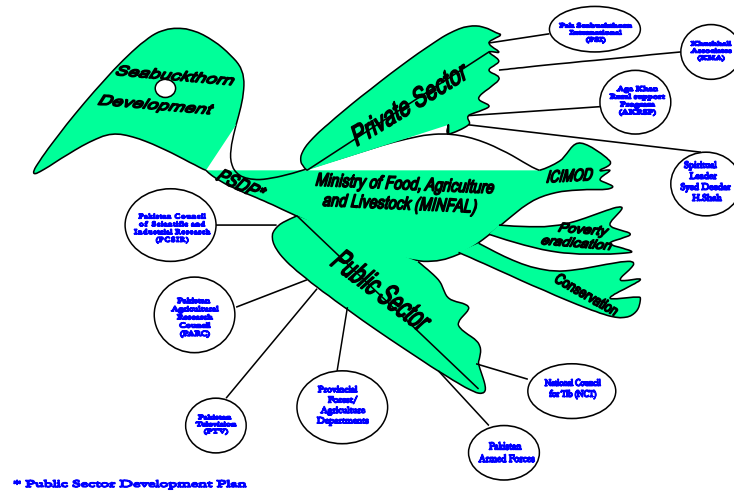 Seabuckthorn
Development
PSDP*
Private Sector
Ministry of Food, Agriculture
and Livestock (MINFAL)
Public Sector
ICIMOD
Poverty
eradication
Conservation
Pak Seabuckthorn
International
(PSI)
Khushhali
Associates
(KMA)
Aga Khan
Rural support
Program
(AKRSP)
Spiritual
Leader
Syed Deedar
H.Shah
Pakistan Council
of Scientific and
Industrial Research
(PCSIR)
Pakistan
Agricultural
Research
Council
(PARC)
Pakistan
Television
(PTV)
Provincial
Forest/
Agriculture
Departments
Pakistan
Armed Forces
National Council
for Tib (NCT)
* Public Sector Development Plan